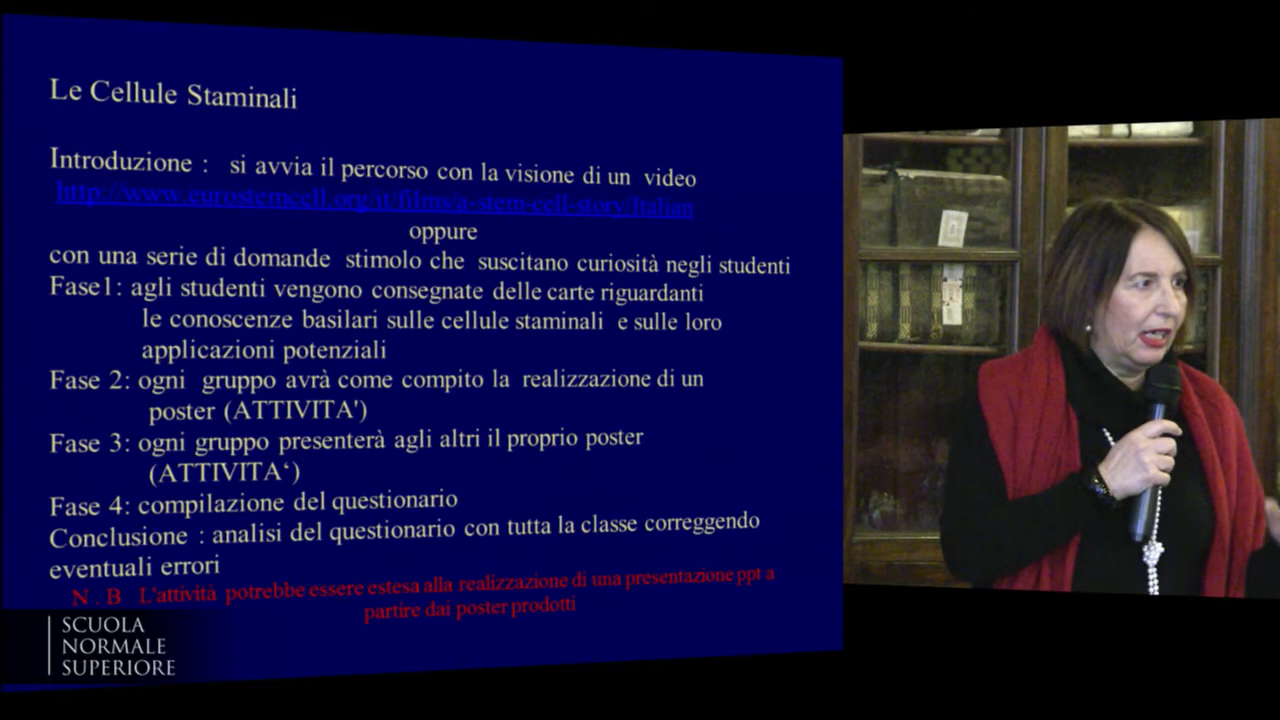 Le Cellule Staminali
Introduzione : si avvia il percorso con la visione di un video
http://www.eurostemcell.org/it/films/a-stem-cell-story/Italian
oppure
con una serie di domande stimolo che suscitano curiosità negli studenti
Fase1: agli studenti vengono consegnate delle carte riguardanti
le conoscenze basilari sulle cellule staminali e sulle loro
applicazioni potenziali
Fase 2: ogni gruppo avrà come compito la realizzazione di un
poster (ATTIVITA')
Fase 3: ogni gruppo presenterà agli altri il proprio poster
(ATTIVITA‘)
Fase 4: compilazione del questionario
Conclusione : analisi del questionario con tutta la classe correggendo
eventuali errori
N . B L'attività potrebbe essere estesa alla realizzazione di una presentazione ppt a
partire dai poster prodotti
SCUOLA
NORMALE
SUPERIORE